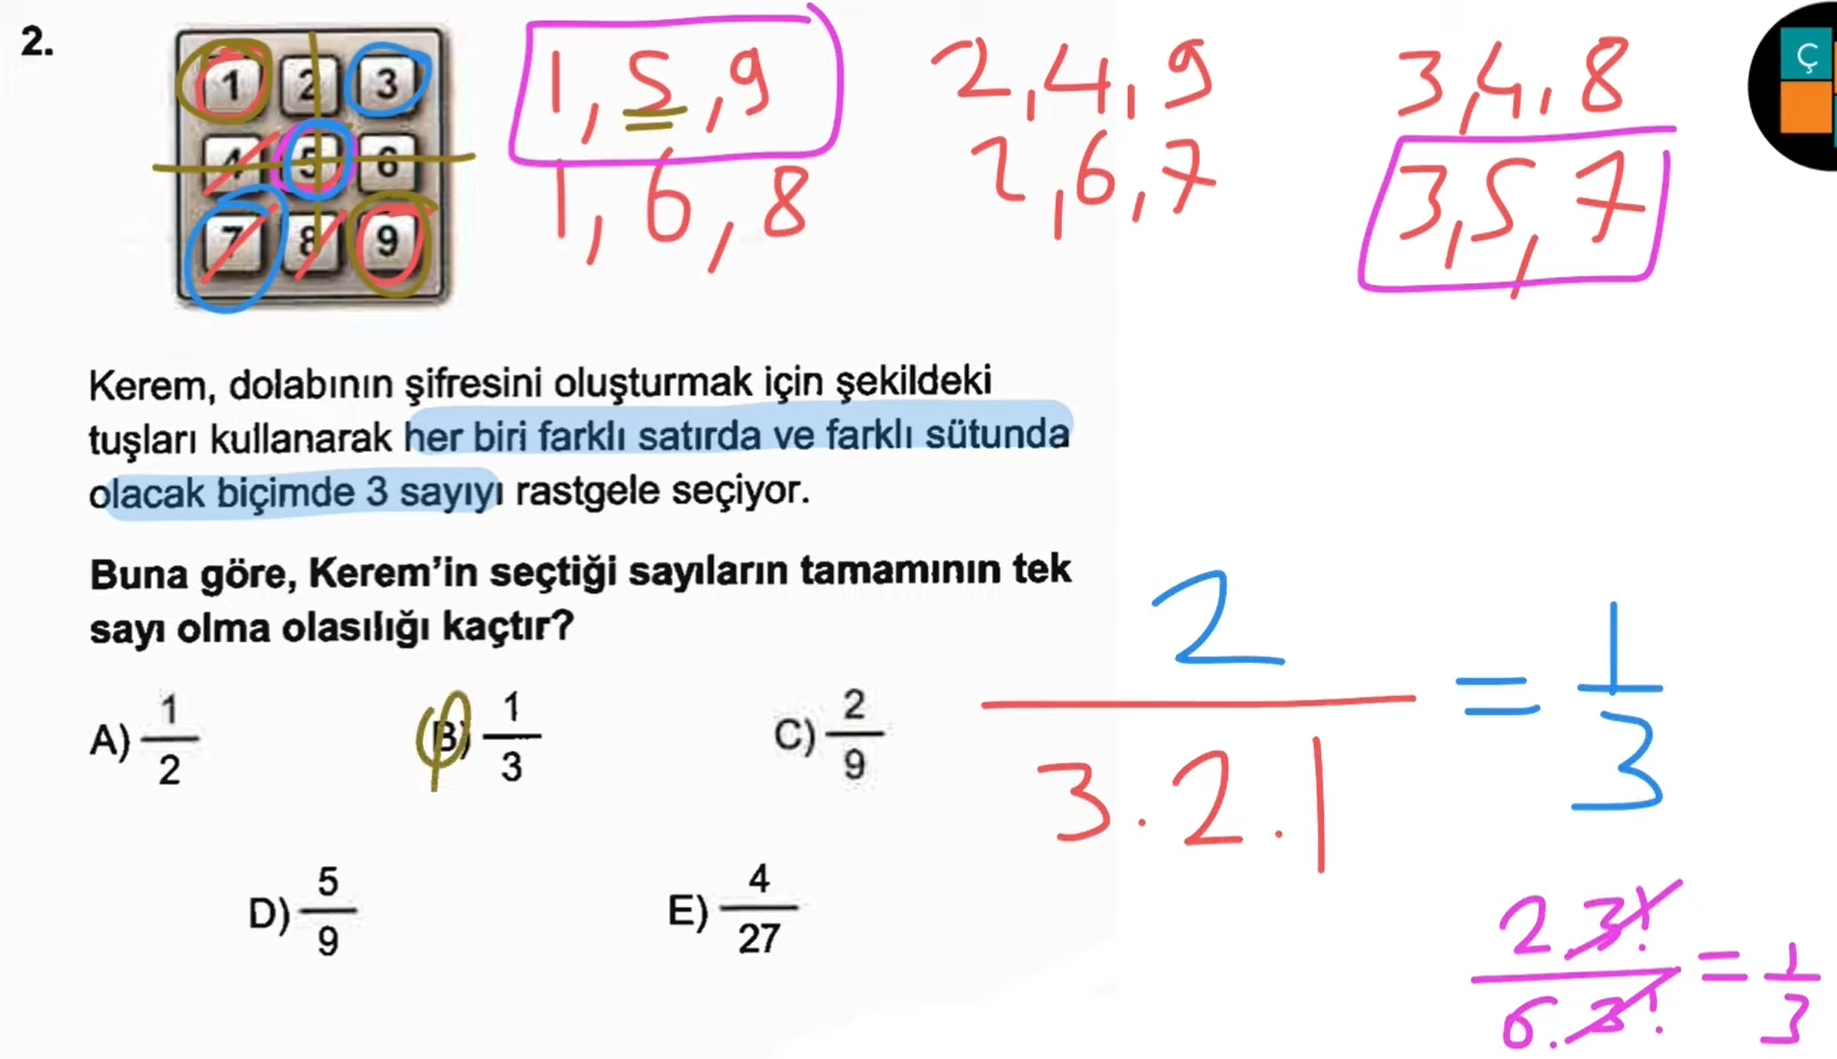 2.
1 2 3
4 5 6
7 8 9
1, 5, 9
1, 6, 8
2, 4, 9
2, 6, 7
3, 4, 8
3, 5, 7
Ç
Kerem, dolabının şifresini oluşturmak için şekildeki
tuşları kullanarak her biri farklı satırda ve farklı sütunda
olacak biçimde 3 sayıyı rastgele seçiyor.
Buna göre, Kerem'in seçtiği sayıların tamamının tek
sayı olma olasılığı kaçtır?
A) 1/2 B) 1/3 C) 2/9
D) 5/9 E) 4/27
2/3.2.1 = 1/3
2.3!/6.3! = 1/3